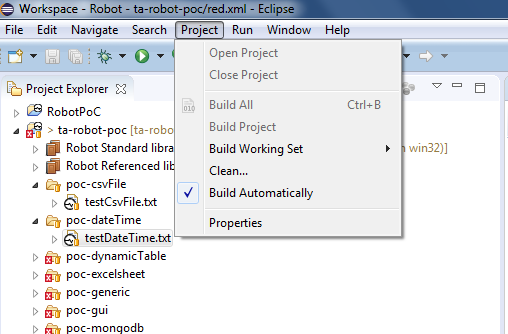 Workspace - Robot - ta-robot-poc/red.xml - Eclipse
File Edit Navigate Search Project Run Window Help
Open Project
Close Project
Build All Ctrl+B
Build Project
Build Working Set
Clean...
Build Automatically
Properties
Project Explorer
RobotPoC
> ta-robot-poc [ta-robo
Robot Standard libra n win32)]
Robot Referenced lib
poc-csvFile
testCsvFile.txt
poc-dateTime
testDateTime.txt
poc-dynamicTable
poc-excelsheet
poc-generic
poc-gui
poc-mongodb